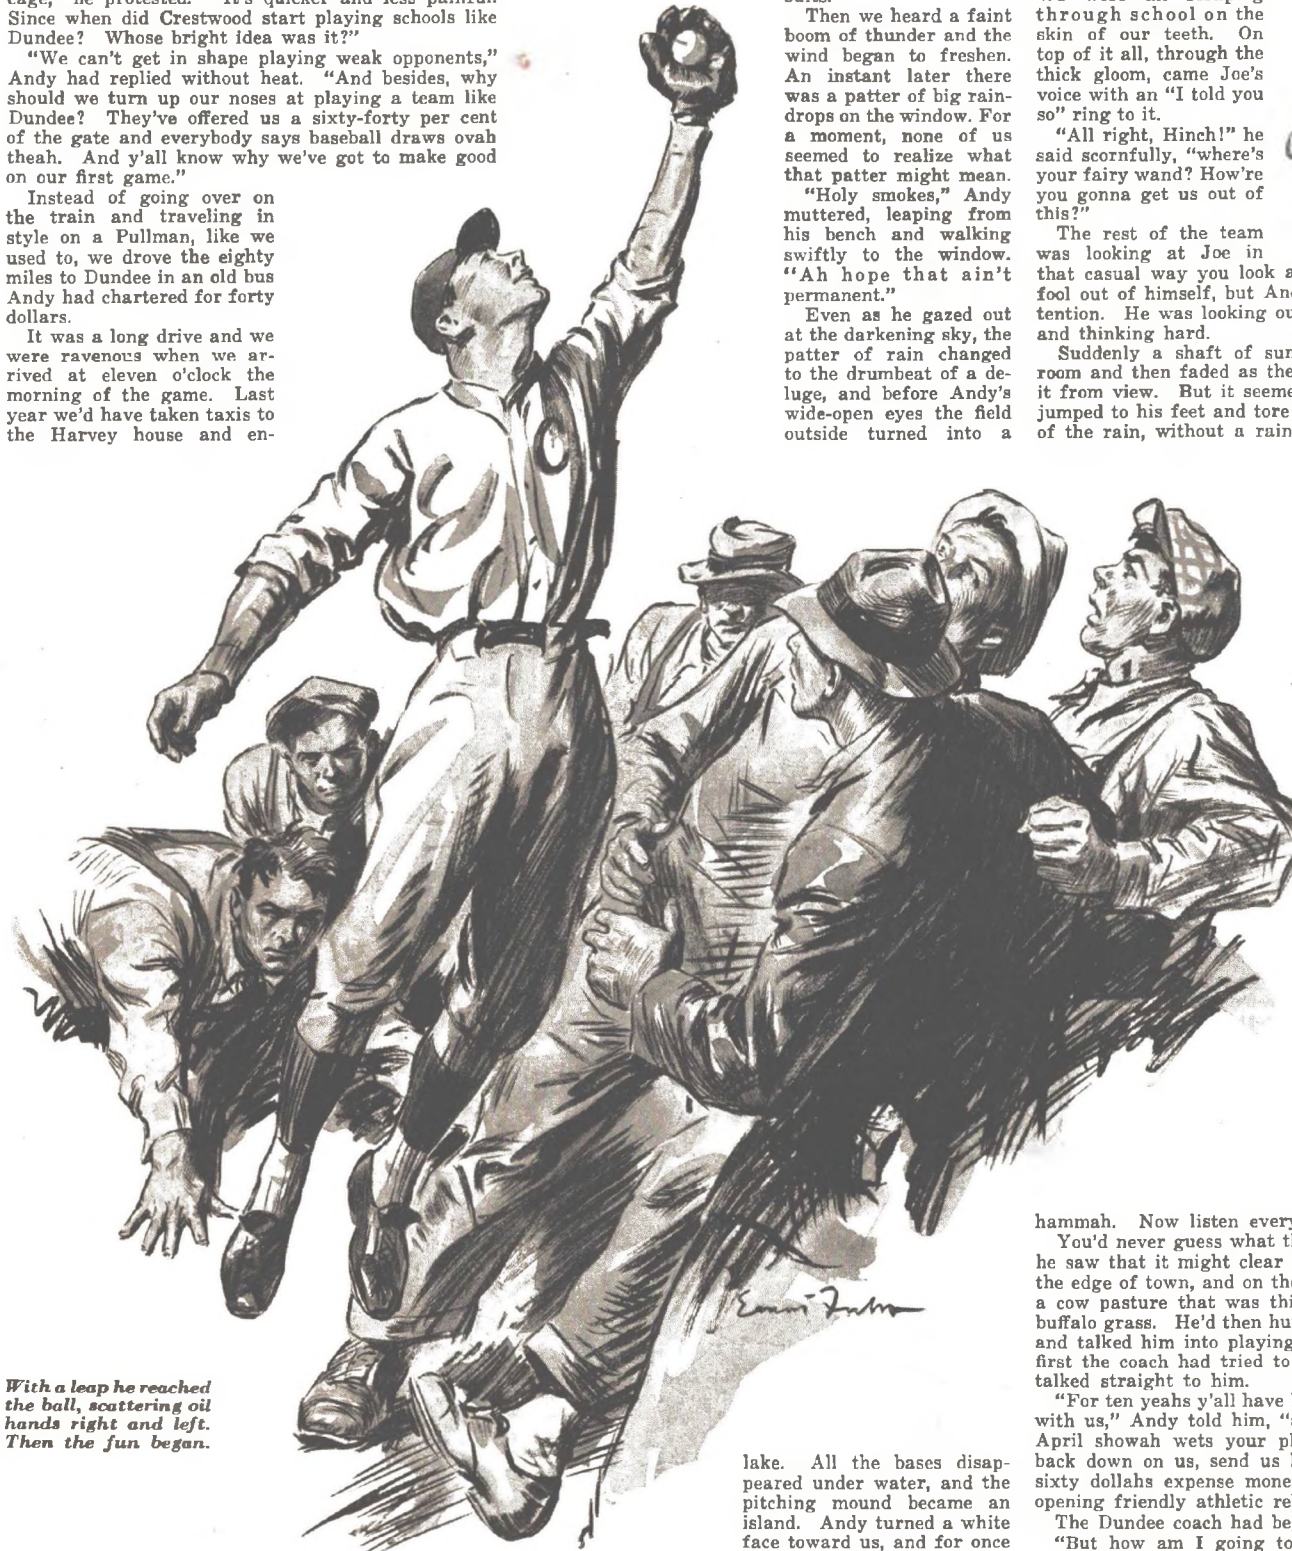 eage," he protested. "It's quicker and less painful.
Since when did Crestwood start playing schools like
Dundee? Whose bright idea was it?"
"We can't get in shape playing weak opponents,"
Andy had replied without heat. "And besides, why
should we turn up our noses at playing a team like
Dundee? They've offered us a sixty-forty per cent
of the gate and everybody says baseball draws ovah
theah. And y'all know why we've got to make good
on our first game."
Instead of going over on
the train and traveling in
style on a Pullman, like we
used to, we drove the eighty
miles to Dundee in an old bus
Andy had chartered for forty
dollars.
It was a long drive and we
were ravenous when we ar-
rived at eleven o'clock the
morning of the game. Last
year we'd have taken taxis to
the Harvey house and en-
With a leap he reached
the ball, scattering oil
hands right and left.
Then the fun began.
Then we heard a faint
boom of thunder and the
wind began to freshen.
An instant later there
was a patter of big rain-
drops on the window. For
a moment, none of us
seemed to realize what
that patter might mean.
"Holy smokes," Andy
muttered, leaping from
his bench and walking
swiftly to the window.
"Ah hope that ain't
permanent."
Even as he gazed out
at the darkening sky, the
patter of rain changed
to the drumbeat of a de-
luge, and before Andy's
wide-open eyes the field
outside turned into a
lake. All the bases disap-
peared under water, and the
pitching mound became an
island. Andy turned a white
face toward us, and for once
through school on the
skin of our teeth. On
top of it all, through the
thick gloom, came Joe's
voice with an "I told you
so" ring to it.
"All right, Hinch!" he
said scornfully, "where's
your fairy wand? How're
you gonna get us out of
this?"
The rest of the team
was looking at Joe in
that casual way you look a
fool out of himself, but An
tention. He was looking ou
and thinking hard.
Suddenly a shaft of sun
room and then faded as the
it from view. But it seeme
jumped to his feet and tore
of the rain, without a rain
hammah. Now listen every
You'd never guess what t
he saw that it might clear
the edge of town, and on the
a cow pasture that was thi
buffalo grass. He'd then hu
and talked him into playing
first the coach had tried to
talked straight to him.
"For ten yeahs y'all have
with us," Andy told him, "
April showah wets your p
back down on us, send us
sixty dollahs expense mone
opening friendly athletic re
The Dundee coach had be
"But how am I going to